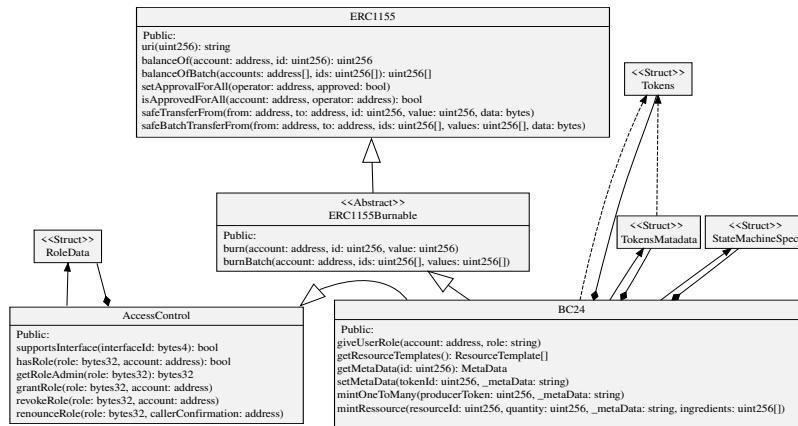 ERC1155
Public:
uri(uint256): string
balanceOf(account: address, id: uint256): uint256
balanceOfBatch(accounts: address[], ids: uint256[]): uint256[]
setApprovalForAll(operator: address, approved: bool)
isApprovedForAll(account: address, operator: address): bool
safeTransferFrom(from: address, to: address, id: uint256, value: uint256, data: bytes)
safeBatchTransferFrom(from: address, to: address, ids: uint256[], values: uint256[], data: bytes)
<<Struct>>
Tokens
<<Abstract>>
ERC1155Burnable
Public:
burn(account: address, id: uint256, value: uint256)
burnBatch(account: address, ids: uint256[], values: uint256[])
<<Struct>>
RoleData
<<Struct>>
TokensMatadata
<<Struct>>
StateMachineSpec
AccessControl
Public:
supportsInterface(interfaceId: bytes4): bool
hasRole(role: bytes32, account: address): bool
getRoleAdmin(role: bytes32): bytes32
grantRole(role: bytes32, account: address)
revokeRole(role: bytes32, account: address)
renounceRole(role: bytes32, callerConfirmation: address)
BC24
Public:
giveUserRole(account: address, role: string)
getResourceTemplates(): ResourceTemplate[]
getMetaData(id: uint256): MetaData
setMetaData(tokenId: uint256, _metaData: string)
mintOneToMany(producerToken: uint256, _metaData: string)
mintRessource(resourceId: uint256, quantity: uint256, _metaData: string, ingredients: uint256[])